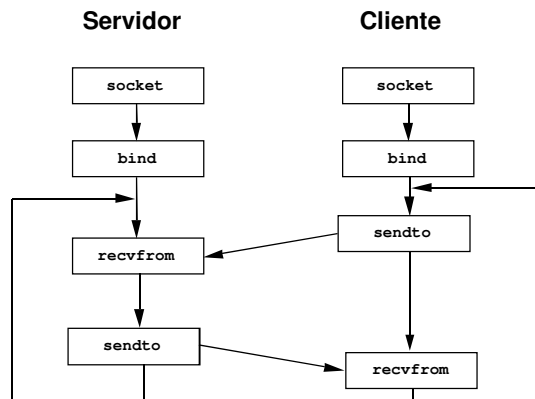 Servidor
Cliente
socket
socket
bind
bind
sendto
recvfrom
sendto
recvfrom